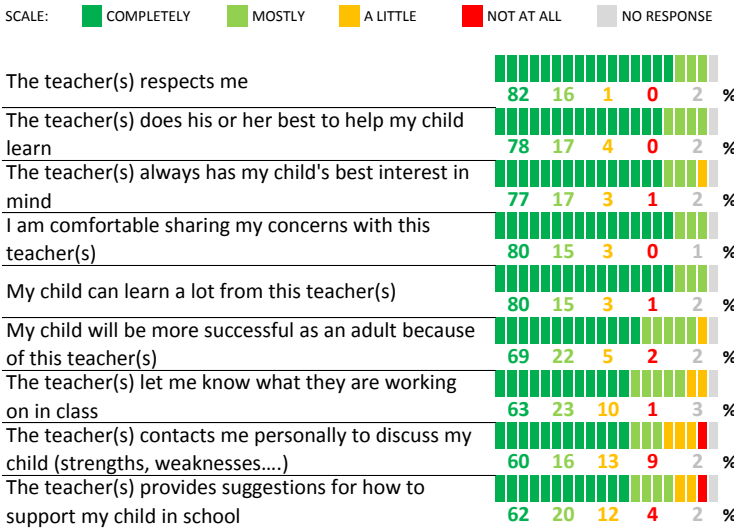 SCALE: COMPLETELY MOSTLY A LITTLE NOT AT ALL NO RESPONSE
The teacher(s) respects me
82 16 1 0 2 %
The teacher(s) does his or her best to help my child
learn
78 17 4 0 2 %
The teacher(s) always has my child's best interest in
mind
77 17 3 1 2 %
I am comfortable sharing my concerns with this
teacher(s)
80 15 3 0 1 %
My child can learn a lot from this teacher(s)
80 15 3 1 2 %
My child will be more successful as an adult because
of this teacher(s)
69 22 5 2 2 %
The teacher(s) let me know what they are working
on in class
63 23 10 1 3 %
The teacher(s) contacts me personally to discuss my
child (strengths, weaknesses....)
60 16 13 9 2 %
The teacher(s) provides suggestions for how to
support my child in school
62 20 12 4 2 %